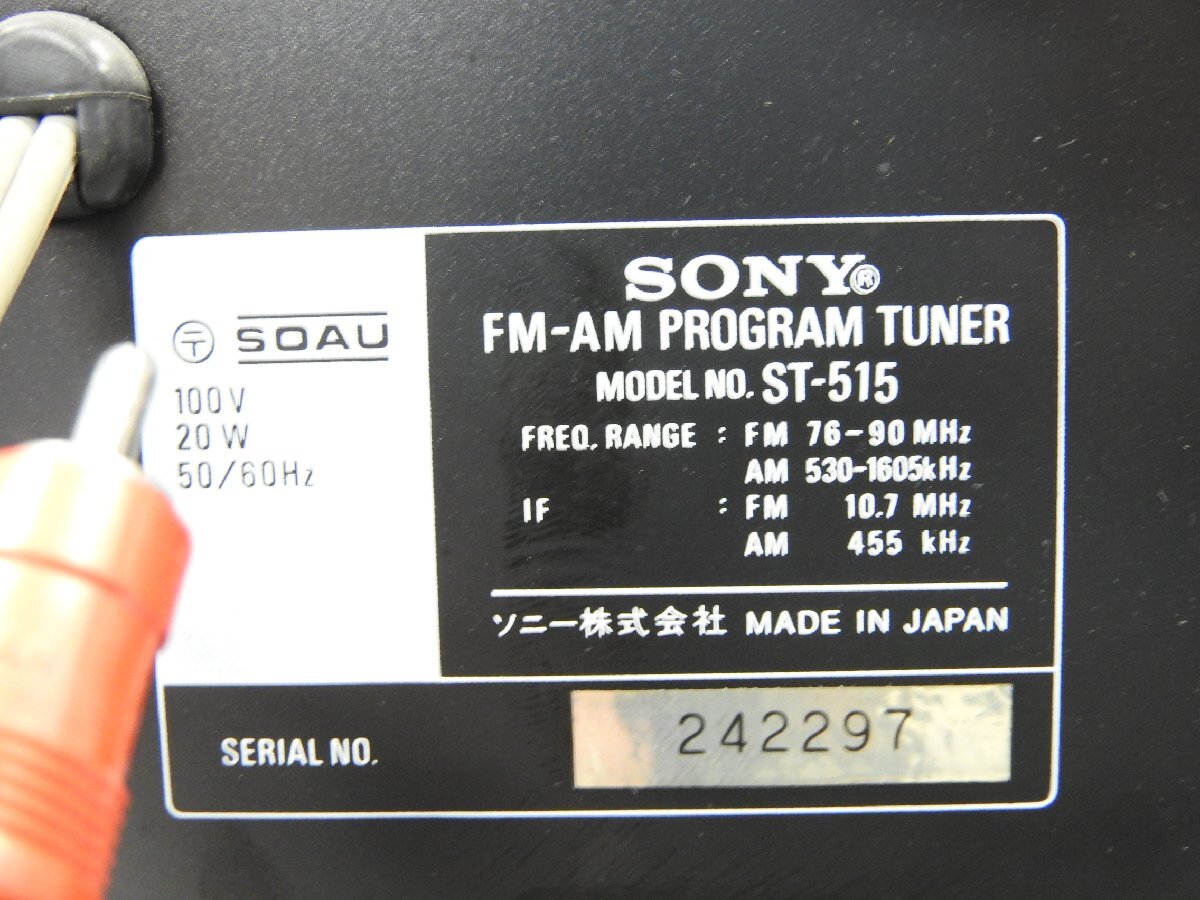 〒 SOAU
100V
20W
50/60Hz
SONY®
FM-AM PROGRAM TUNER
MODEL NO. ST-515
FREQ. RANGE : FM 76-90 MHz
AM 530-1605kHz
IF : FM 10.7 MHz
AM 455 kHz
ソニー株式会社 MADE IN JAPAN
SERIAL NO. 242297